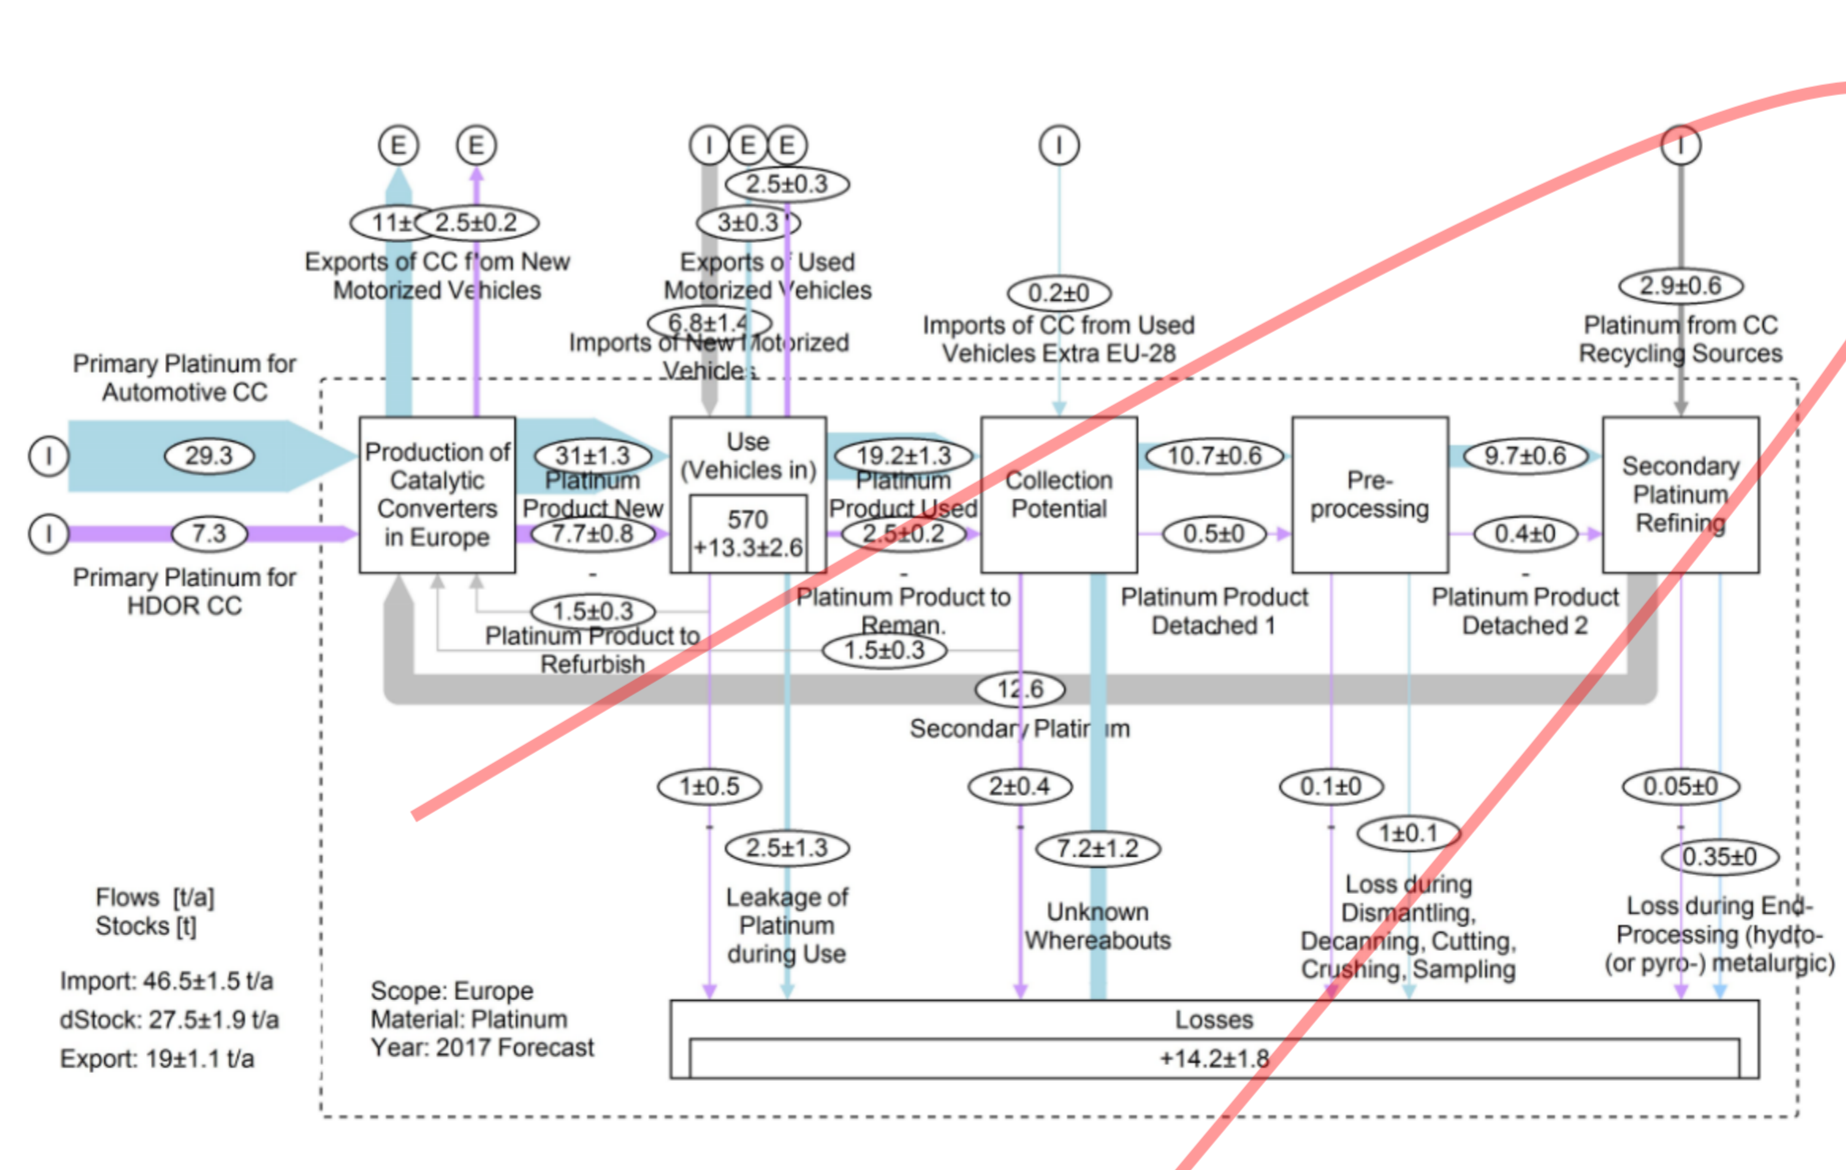 E
E
I
E
E
I
I
2.5±0.3
11±
2.5±0.2
3±0.3
Exports of CC from New
Motorized Vehicles
Exports of Used
Motorized Vehicles
6.8±1.4
Imports of New Motorized
Vehicles
0.2±0
Imports of CC from Used
Vehicles Extra EU-28
2.9±0.6
Platinum from CC
Recycling Sources
Primary Platinum for
Automotive CC
I
29.3
I
7.3
Primary Platinum for
HDOR CC
Production of
Catalytic
Converters
in Europe
31±1.3
Platinum
Product New
7.7±0.8
-
Use
(Vehicles in)
570
+13.3±2.6
19.2±1.3
Platinum
Product Used
2.5±0.2
-
Collection
Potential
10.7±0.6
0.5±0
Platinum Product
Detached 1
Pre-
processing
9.7±0.6
0.4±0
-
Platinum Product
Detached 2
Secondary
Platinum
Refining
1.5±0.3
Platinum Product to
Refurbish
Platinum Product to
Reman.
1.5±0.3
12.6
Secondary Platinum
1±0.5
-
2.5±1.3
Leakage of
Platinum
during Use
2±0.4
-
7.2±1.2
Unknown
Whereabouts
0.1±0
-
1±0.1
Loss during
Dismantling,
Decanning, Cutting,
Crushing, Sampling
0.05±0
-
0.35±0
Loss during End-
Processing (hydro-
(or pyro-) metalurgic)
Flows [t/a]
Stocks [t]
Import: 46.5±1.5 t/a
dStock: 27.5±1.9 t/a
Export: 19±1.1 t/a
Scope: Europe
Material: Platinum
Year: 2017 Forecast
Losses
+14.2±1.8